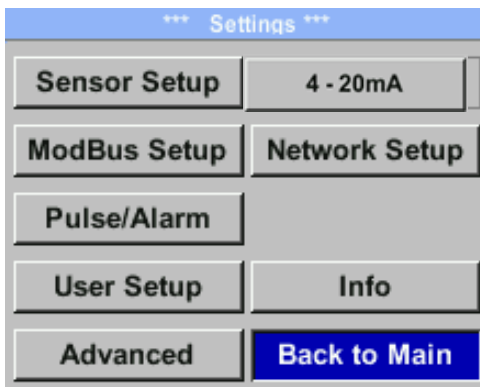 *** Settings ***
Sensor Setup
4 - 20mA
ModBus Setup
Network Setup
Pulse/Alarm
User Setup
Info
Advanced
Back to Main